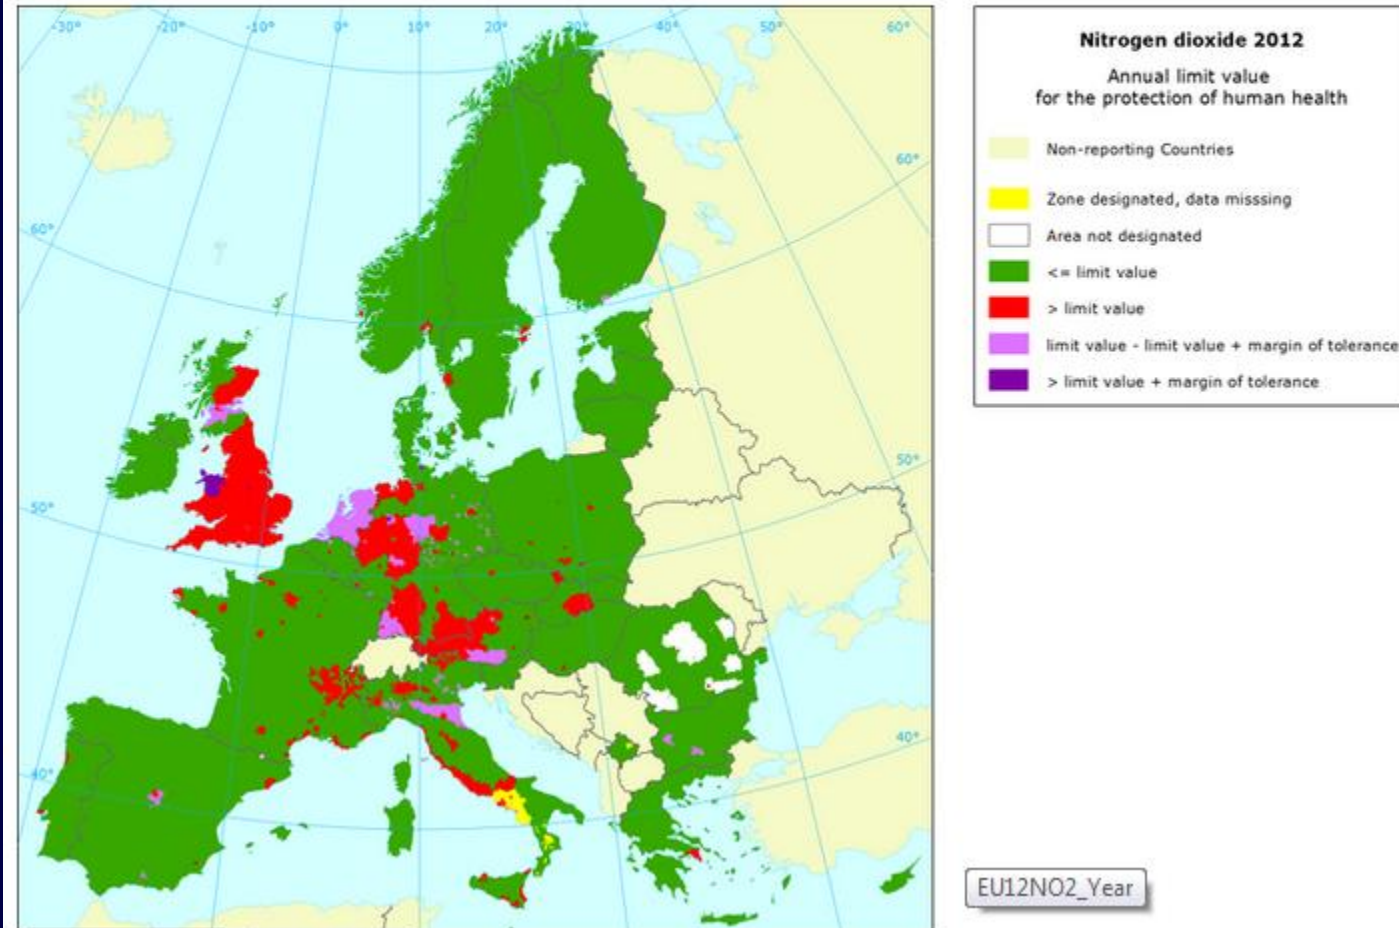 -30° -20° -10° 0° 10° 20° 30° 40° 50° 60°
60°
60°
50°
50°
40°
40°
Nitrogen dioxide 2012
Annual limit value
for the protection of human health
Non-reporting Countries
Zone designated, data misssing
Area not designated
<= limit value
> limit value
limit value - limit value + margin of tolerance
> limit value + margin of tolerance
EU12NO2_Year